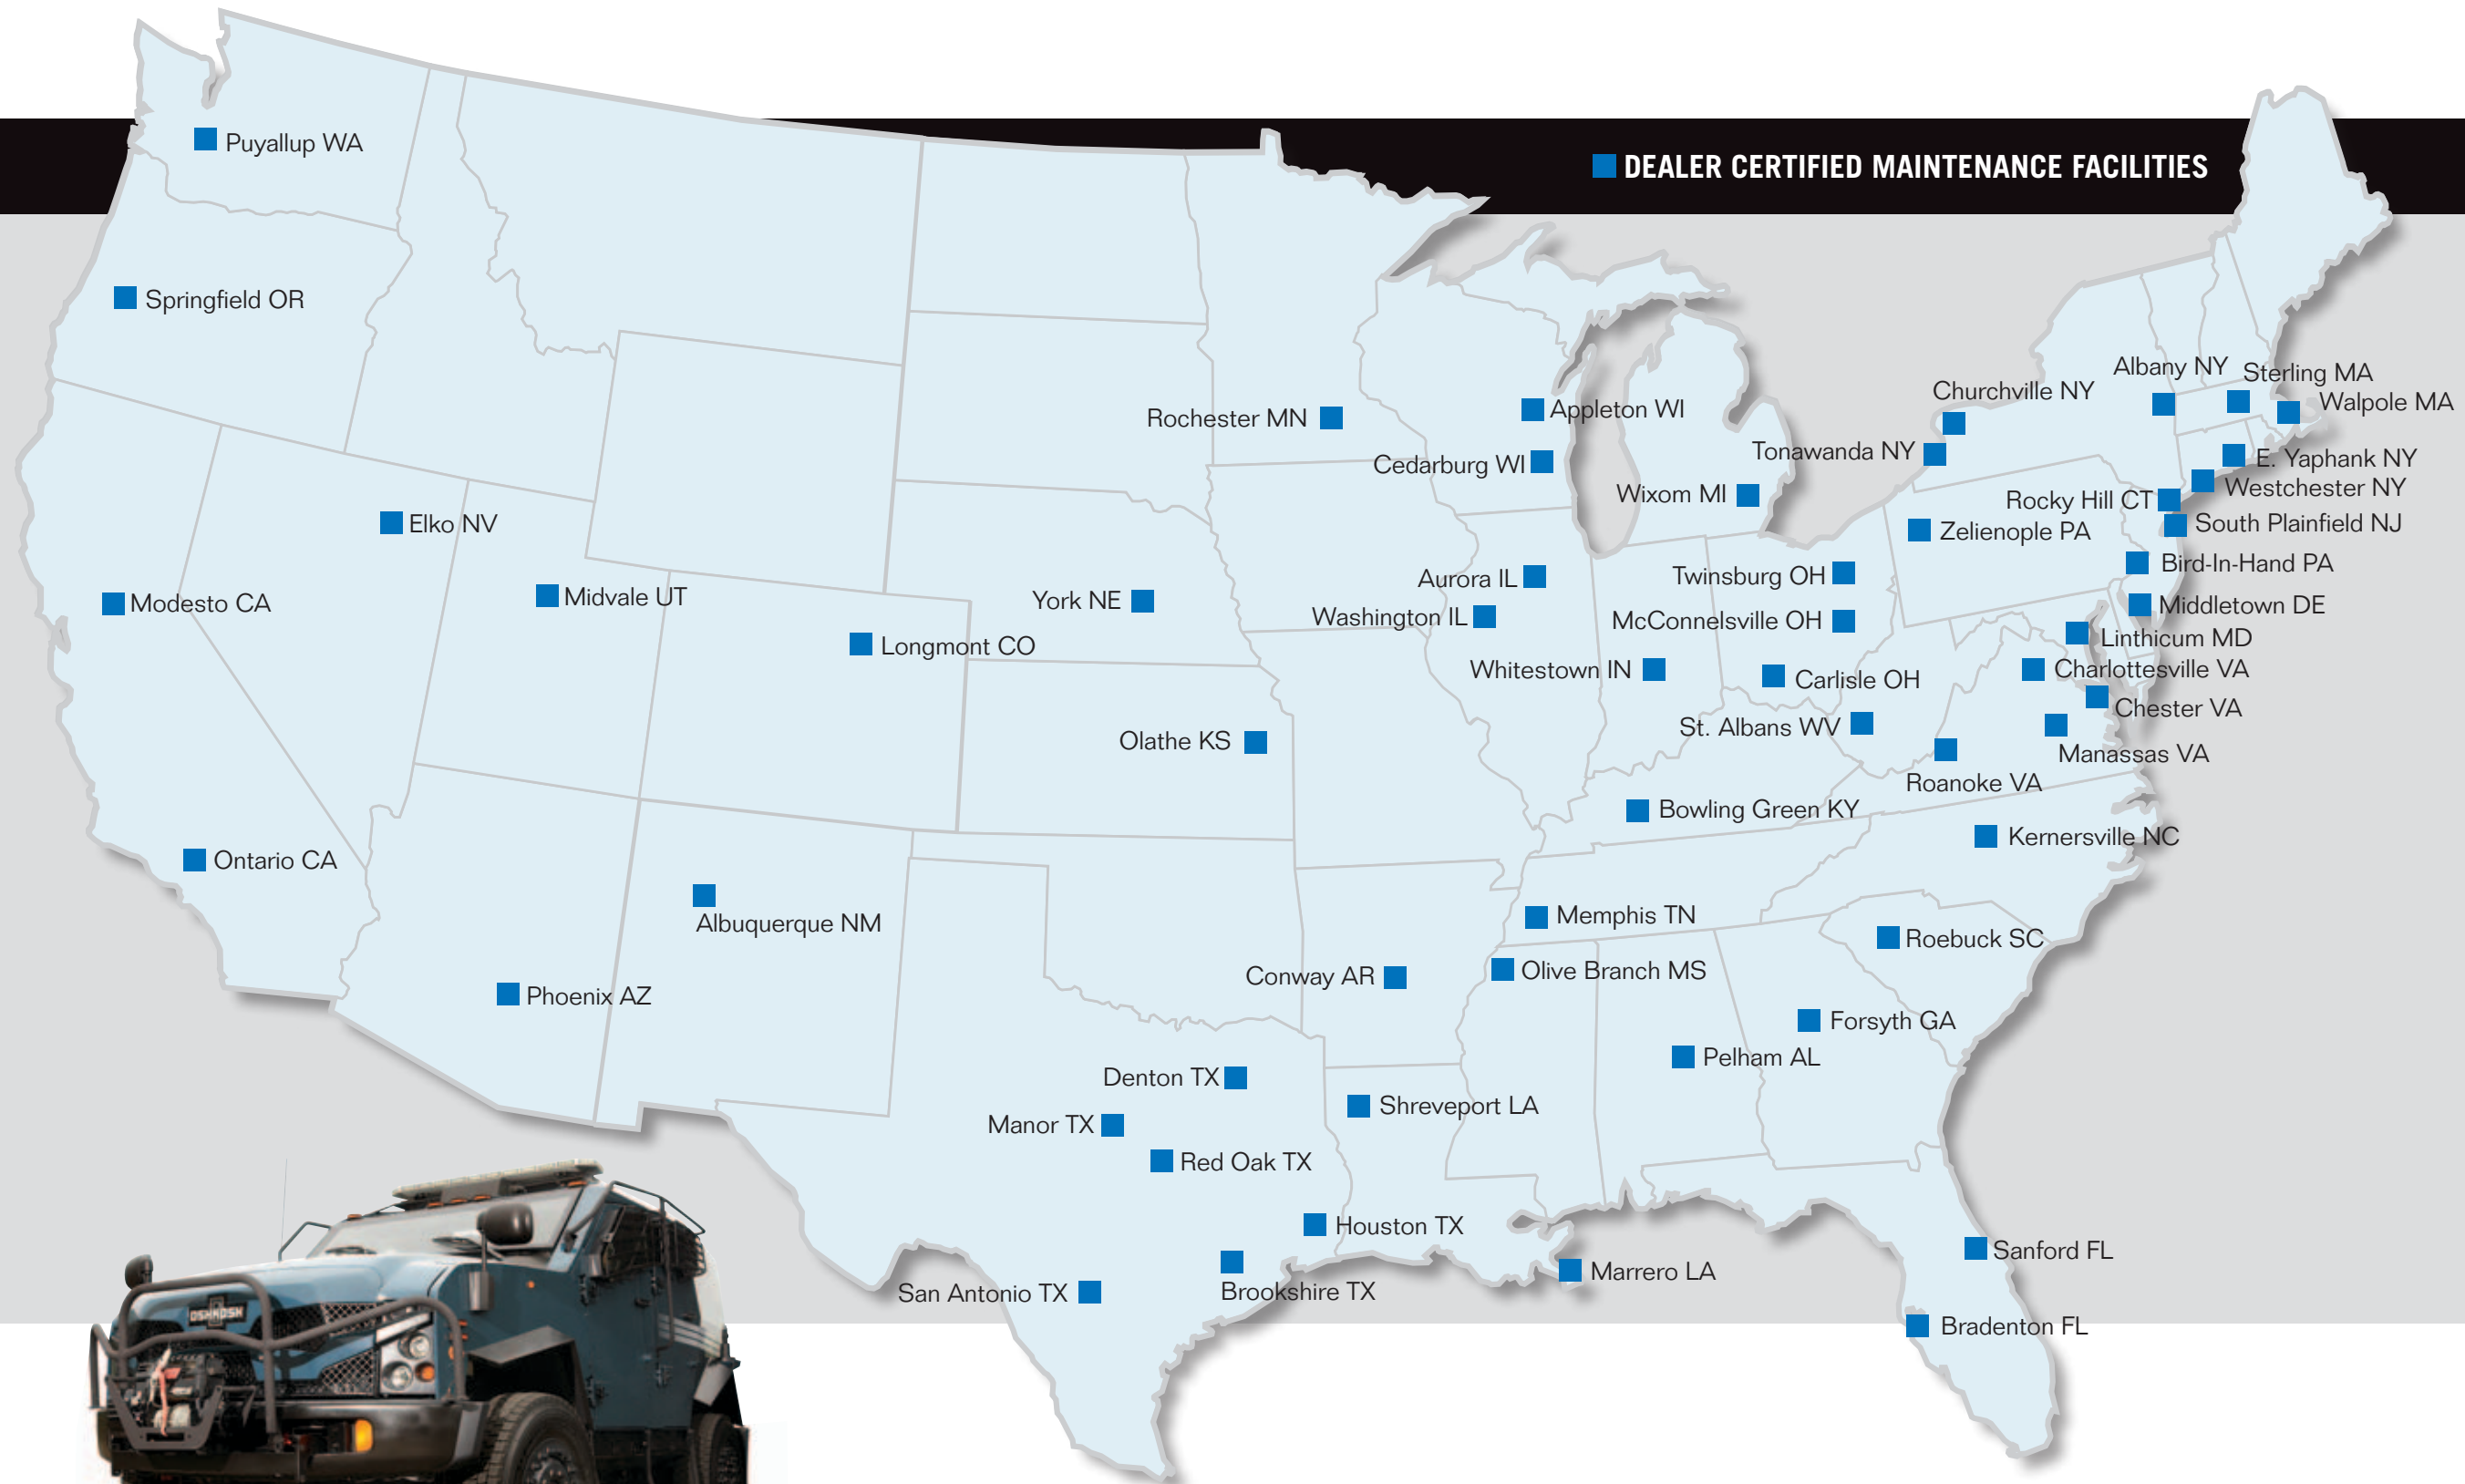 DEALER CERTIFIED MAINTENANCE FACILITIES
Puyallup WA
Springfield OR
Albany NY
Sterling MA
Churchville NY
Walpole MA
Rochester MN
Appleton WI
Tonawanda NY
E. Yaphank NY
Cedarburg WI
Westchester NY
Wixom MI
Rocky Hill CT
South Plainfield NJ
Elko NV
Zelienople PA
Bird-In-Hand PA
Aurora IL
Twinsburg OH
Midvale UT
York NE
Modesto CA
Middletown DE
Washington IL
McConnelsville OH
Linthicum MD
Longmont CO
Whitestown IN
Charlottesville VA
Carlisle OH
Chester VA
St. Albans WV
Olathe KS
Manassas VA
Roanoke VA
Bowling Green KY
Kernersville NC
Ontario CA
Memphis TN
Albuquerque NM
Roebuck SC
Olive Branch MS
Conway AR
Phoenix AZ
Forsyth GA
Pelham AL
Denton TX
Shreveport LA
Manor TX
Red Oak TX
Houston TX
Sanford FL
Marrero LA
Brookshire TX
San Antonio TX
OSHKOSH
Bradenton FL